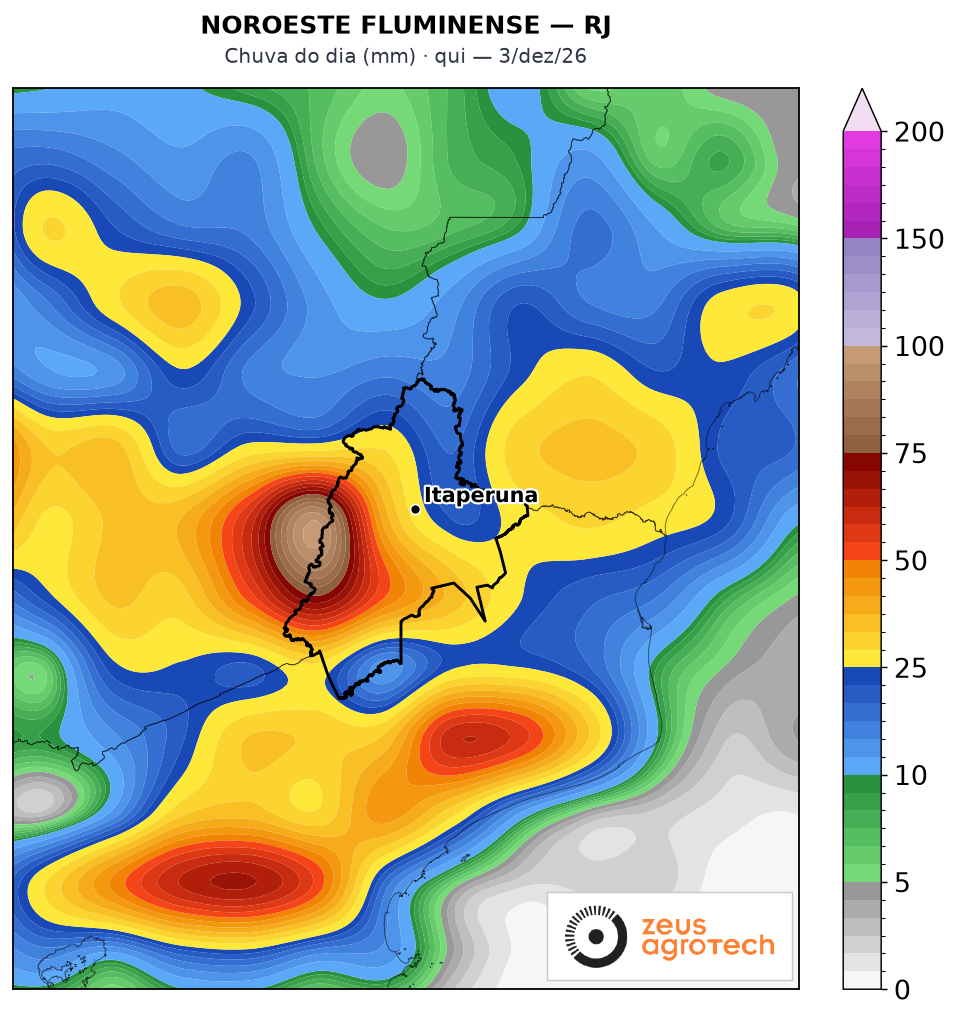 NOROESTE FLUMINENSE — RJ
Chuva do dia (mm) · qui — 3/dez/26
200
150
100
75
50
25
10
5
0
Itaperuna
zeus
agrotech